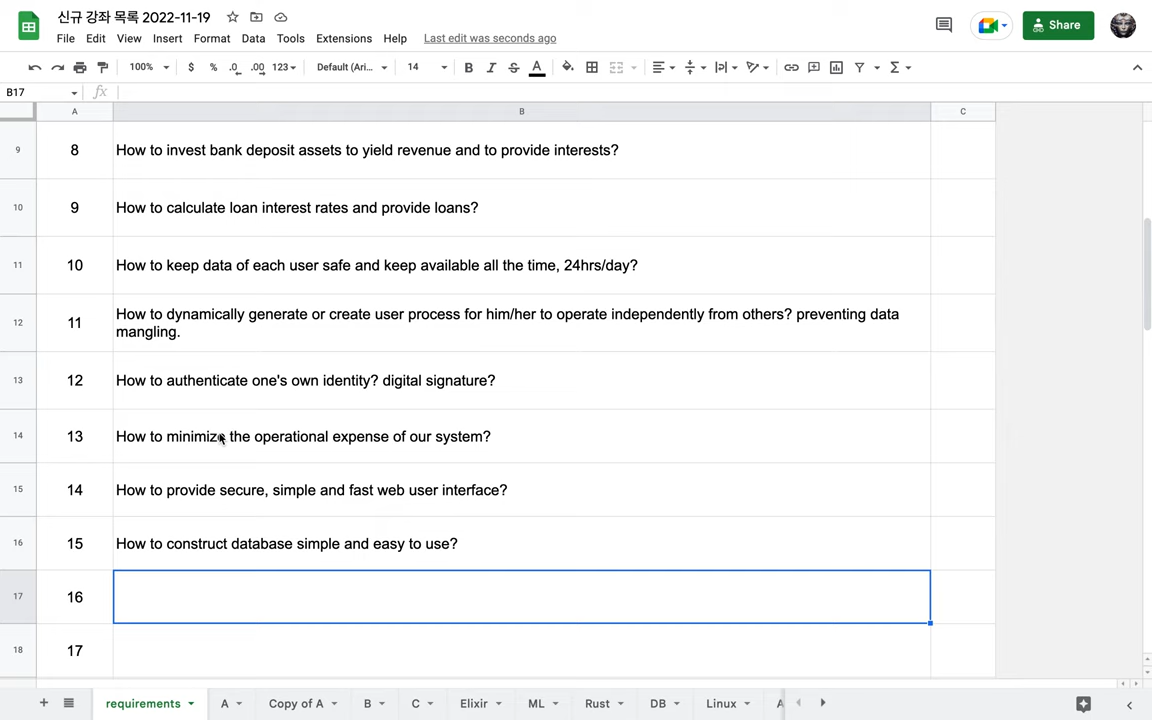 신규 강좌 목록 2022-11-19
File Edit View Insert Format Data Tools Extensions Help Last edit was seconds ago
Share
100% $ % .0 .00 123 Default (Ari... 14 B I S A Σ
B17 fx
A B C
9 8 How to invest bank deposit assets to yield revenue and to provide interests?
10 9 How to calculate loan interest rates and provide loans?
11 10 How to keep data of each user safe and keep available all the time, 24hrs/day?
12 11 How to dynamically generate or create user process for him/her to operate independently from others? preventing data
mangling.
13 12 How to authenticate one's own identity? digital signature?
14 13 How to minimize the operational expense of our system?
15 14 How to provide secure, simple and fast web user interface?
16 15 How to construct database simple and easy to use?
17 16
18 17
requirements A Copy of A B C Elixir ML Rust DB Linux A